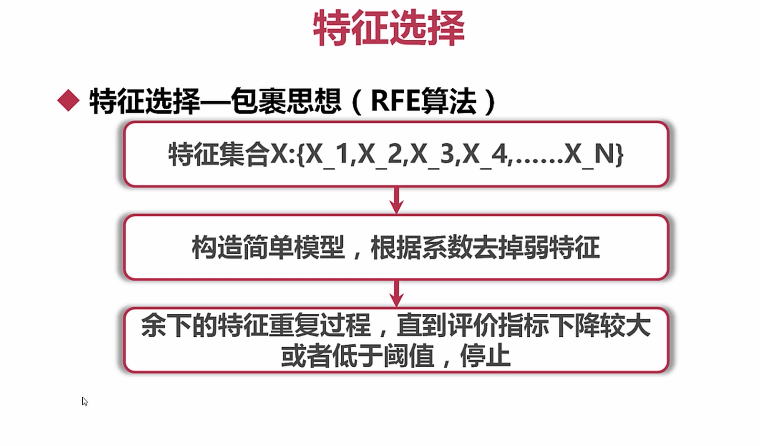 特征选择
特征选择—包裹思想（RFE算法）
特征集合X:{X_1,X_2,X_3,X_4,……X_N}
构造简单模型，根据系数去掉弱特征
余下的特征重复过程，直到评价指标下降较大
或者低于阈值，停止